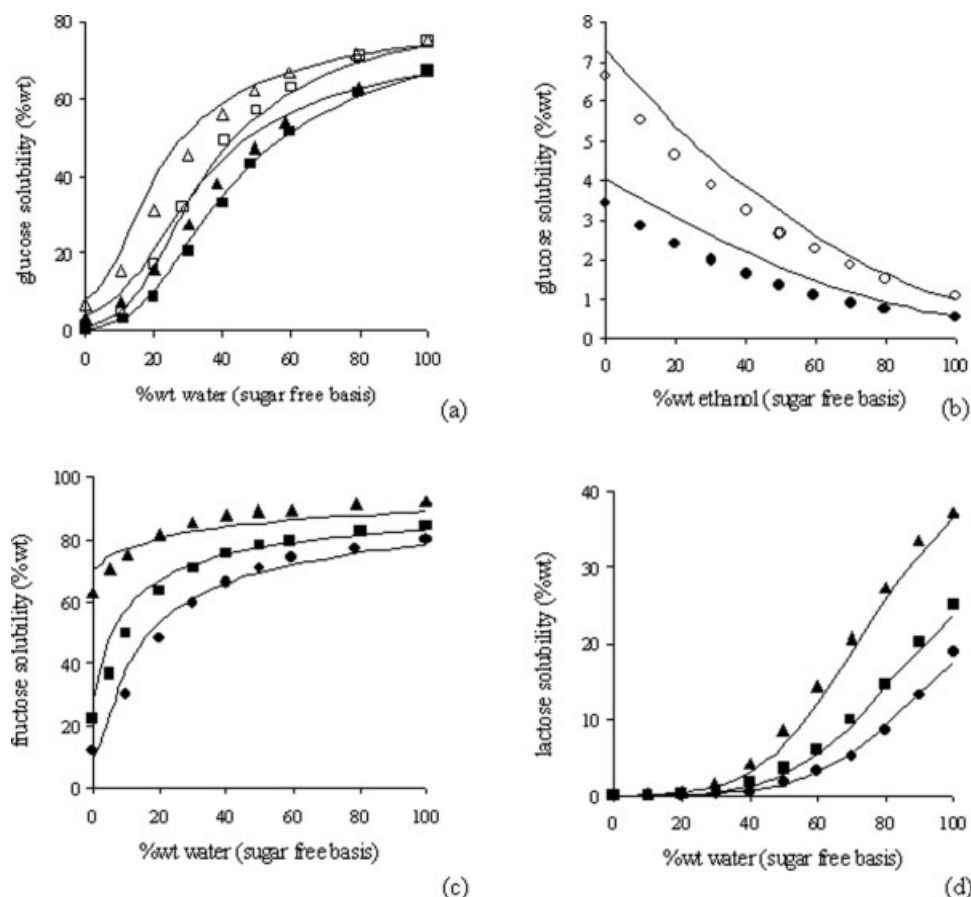 80
60
40
20
0
glucose solubility (%wt)
0 20 40 60 80 100
%wt water (sugar free basis)
(a)
8
7
6
5
4
3
2
1
0
glucose solubility (%wt)
0 20 40 60 80 100
%wt ethanol (sugar free basis)
(b)
100
80
60
40
20
0
fructose solubility (%wt)
0 20 40 60 80 100
%wt water (sugar free basis)
(c)
40
30
20
10
0
lactose solubility (%wt)
0 20 40 60 80 100
%wt water (sugar free basis)
(d)